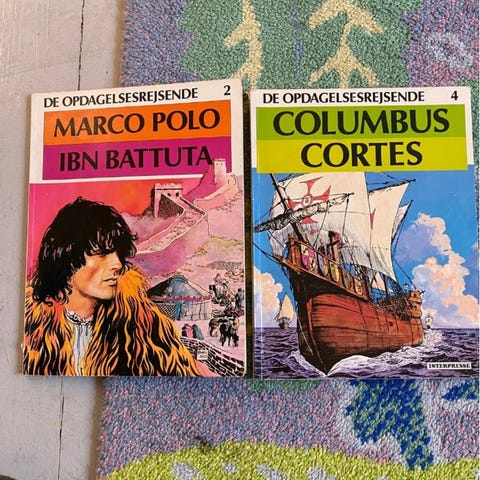 DE OPDAGELSESREJSENDE 2
MARCO POLO
IBN BATTUTA
DE OPDAGELSESREJSENDE 4
COLUMBUS
CORTES
INTERPRESSE